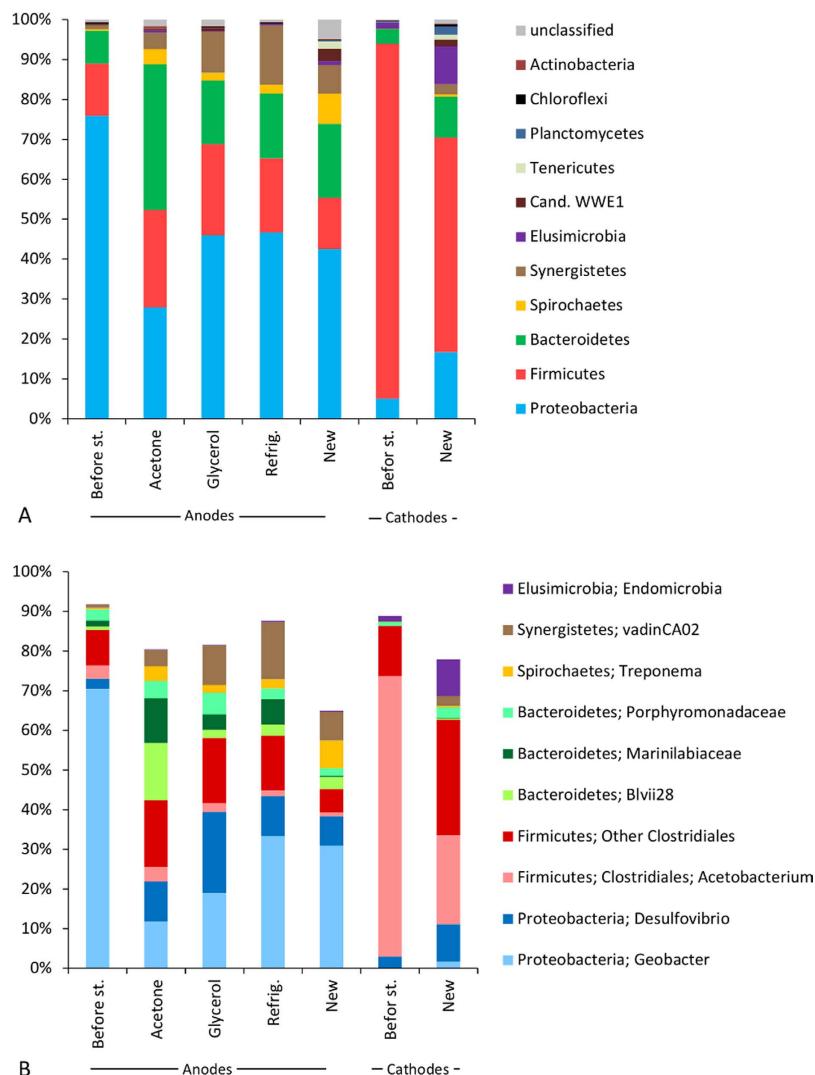 100%
90%
80%
70%
60%
50%
40%
30%
20%
10%
0%
Before st.
Acetone
Glycerol
Refrig.
New
Befor st.
New
Anodes
Cathodes
A
unclassified
Actinobacteria
Chloroflexi
Planctomycetes
Tenericutes
Cand. WWE1
Elusimicrobia
Synergistetes
Spirochaetes
Bacteroidetes
Firmicutes
Proteobacteria
100%
90%
80%
70%
60%
50%
40%
30%
20%
10%
0%
Before st.
Acetone
Glycerol
Refrig.
New
Befor st.
New
Anodes
Cathodes
B
Elusimicrobia; Endomicrobia
Synergistetes; vadinCA02
Spirochaetes; Treponema
Bacteroidetes; Porphyromonadaceae
Bacteroidetes; Marinilabiaceae
Bacteroidetes; Blvii28
Firmicutes; Other Clostridiales
Firmicutes; Clostridiales; Acetobacterium
Proteobacteria; Desulfovibrio
Proteobacteria; Geobacter